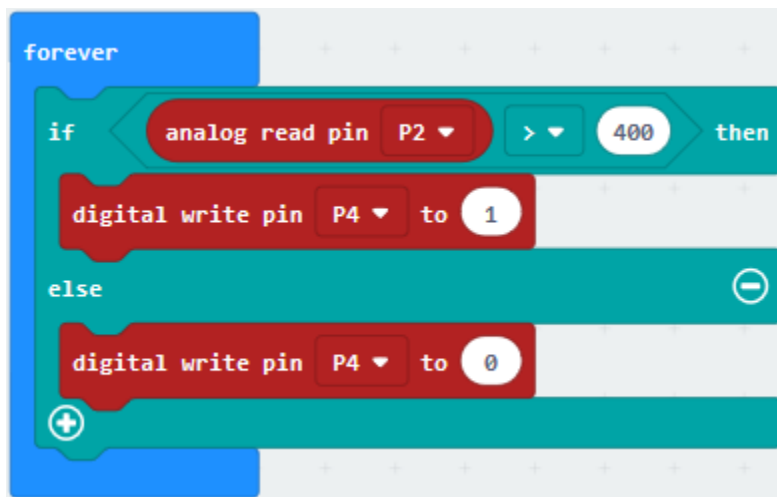 forever
if analog read pin P2 > 400 then
digital write pin P4 to 1
else
digital write pin P4 to 0